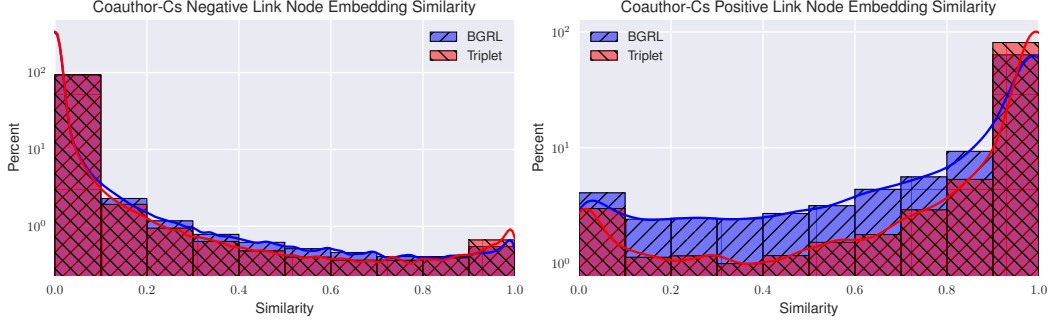 Coauthor-Cs Negative Link Node Embedding Similarity
BGRL
Triplet
10²
10¹
10⁰
Percent
0.0 0.2 0.4 0.6 0.8 1.0
Similarity
Coauthor-Cs Positive Link Node Embedding Similarity
BGRL
Triplet
10²
10¹
10⁰
Percent
0.0 0.2 0.4 0.6 0.8 1.0
Similarity